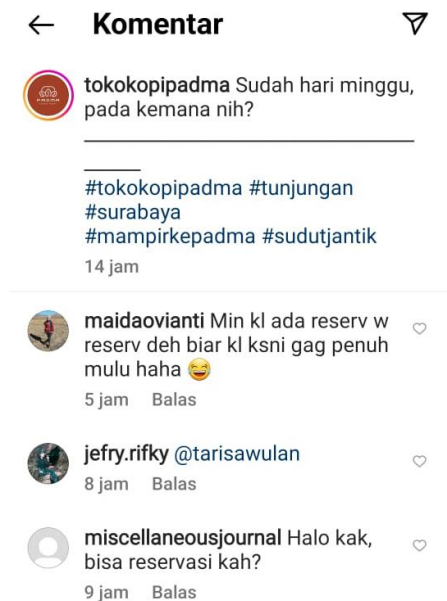 Komentar
tokokopipadma Sudah hari minggu,
pada kemana nih?
#tokokopipadma #tunjungan
#surabaya
#mampirkepadma #sudutjantik
14 jam
maidaovianti Min kl ada reserv w
reserv deh biar kl ksni gag penuh
mulu haha 😂
5 jam Balas
jefry.rifky @tarisawulan
8 jam Balas
miscellaneousjournal Halo kak,
bisa reservasi kah?
9 jam Balas